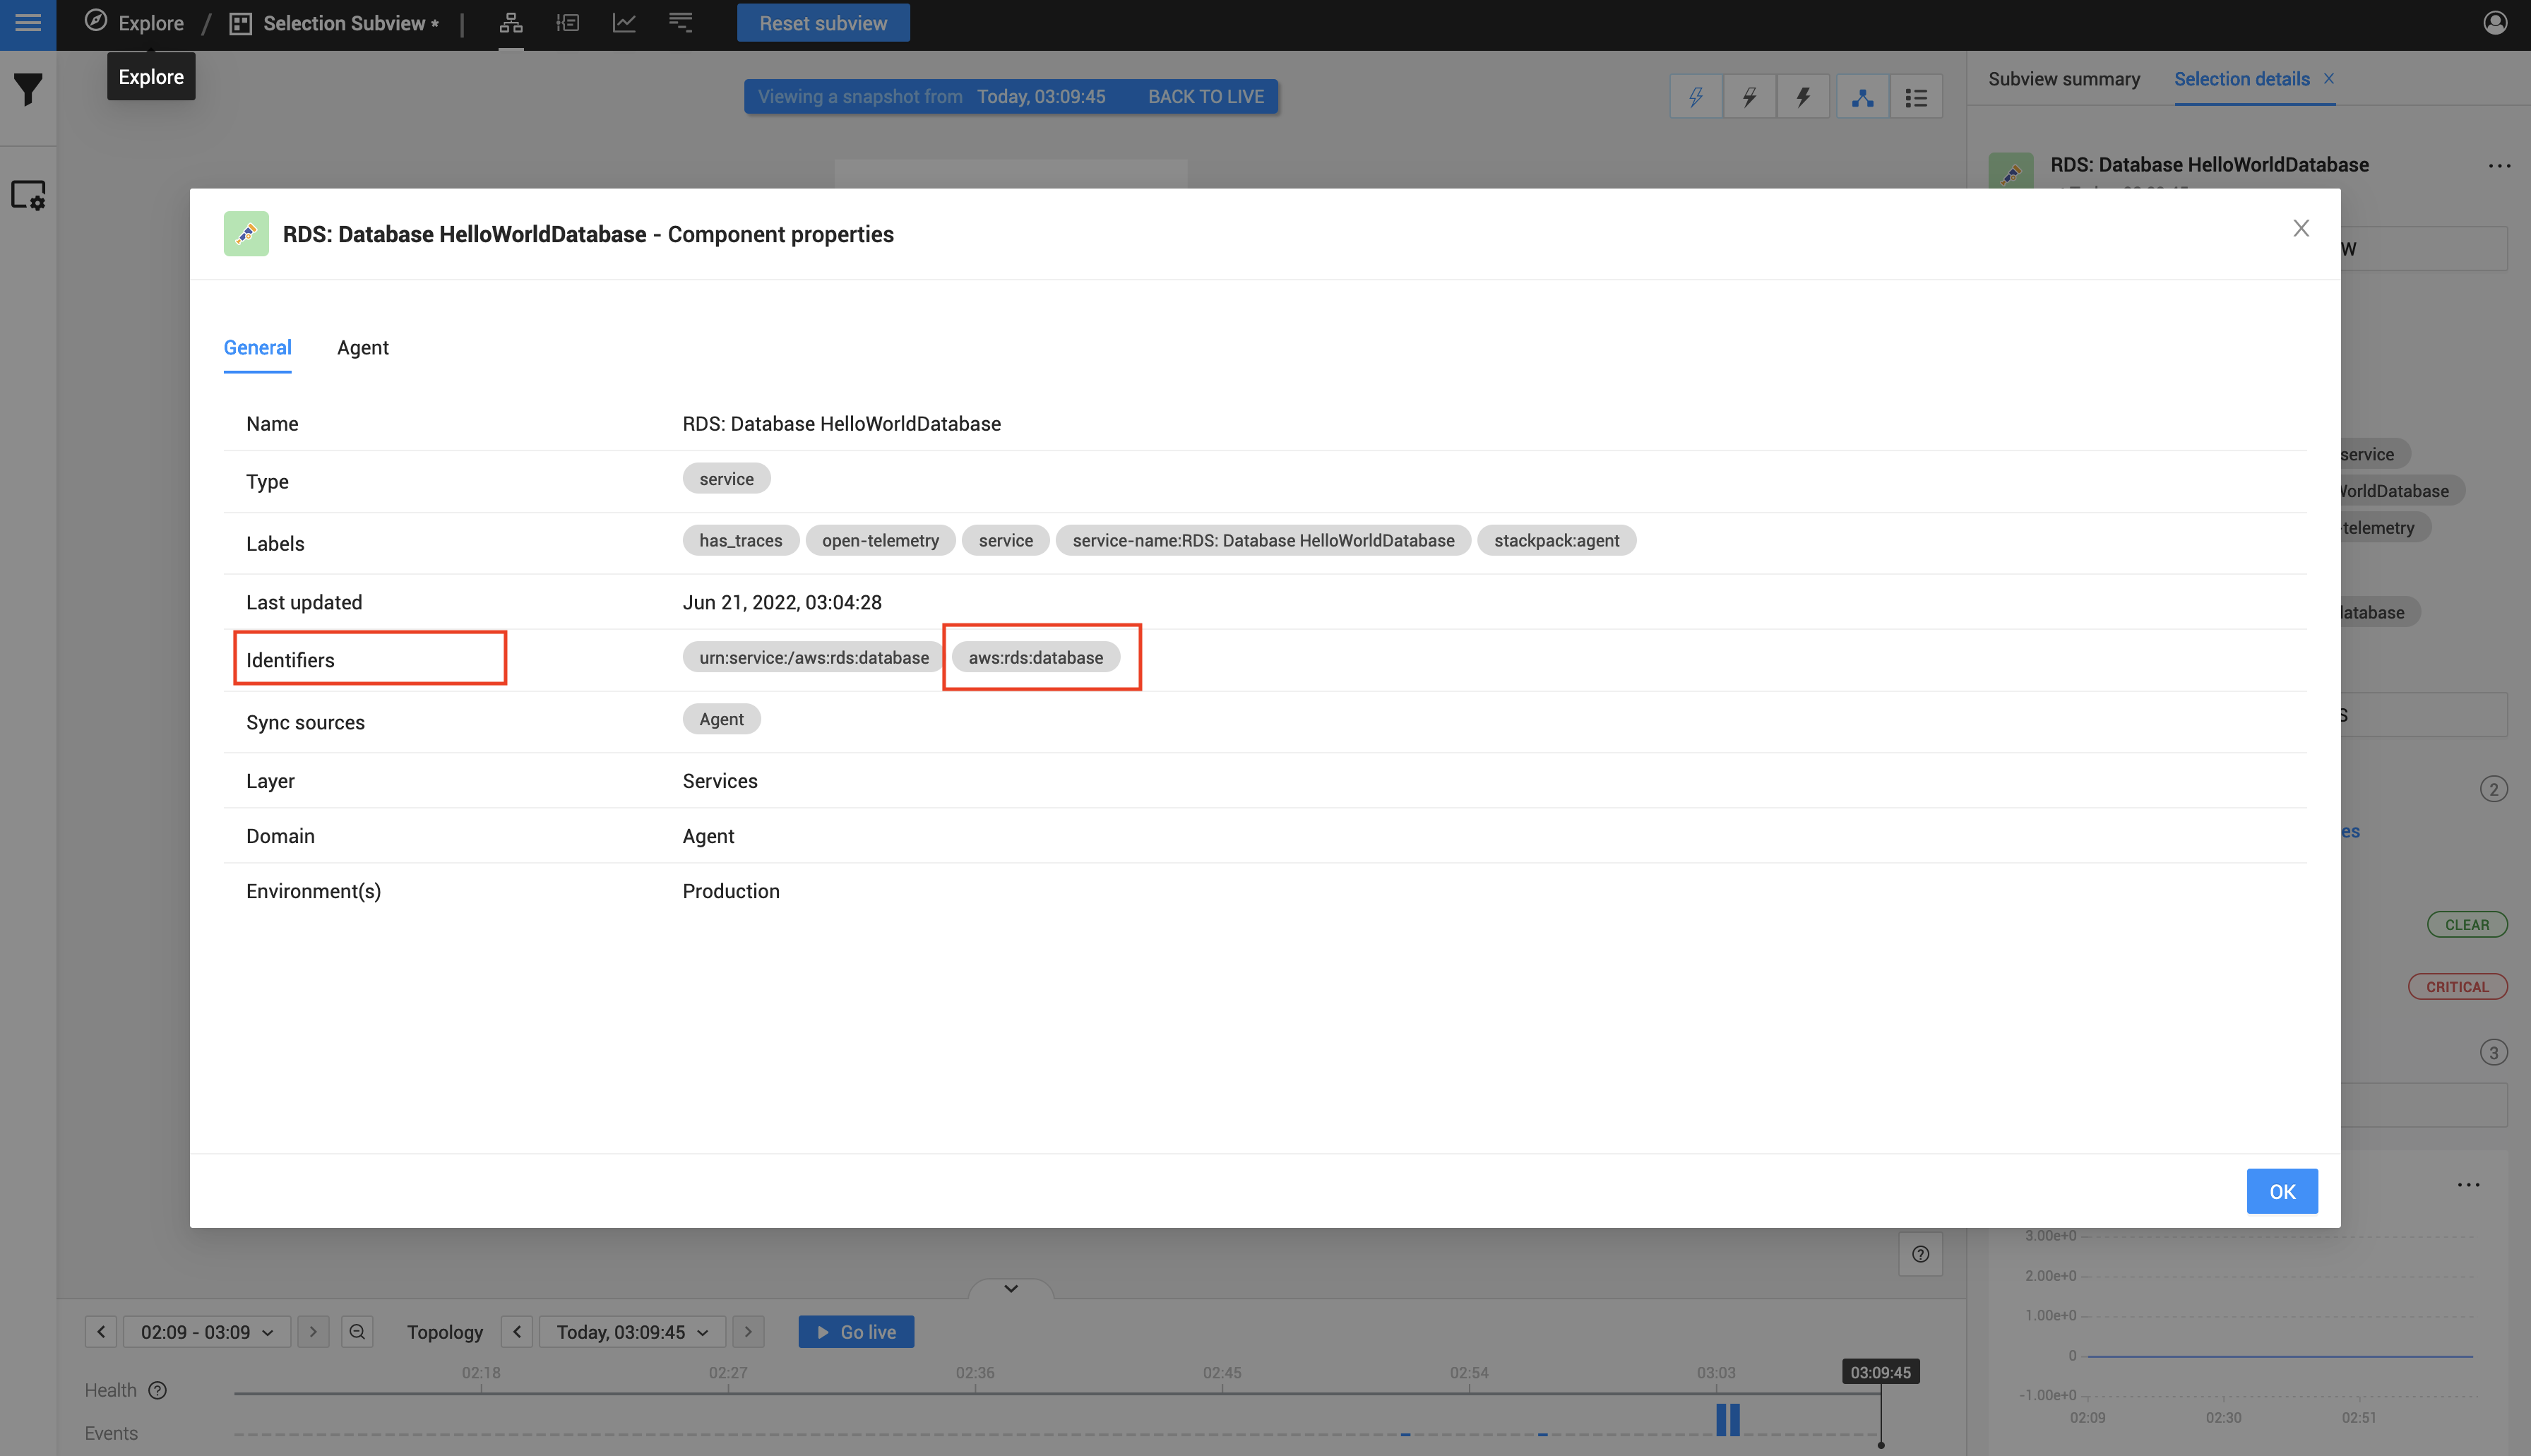 Explore / Selection Subview * | Reset subview
Explore
Viewing a snapshot from Today, 03:09:45 BACK TO LIVE
Subview summary Selection details ×
RDS: Database HelloWorldDatabase ...
RDS: Database HelloWorldDatabase - Component properties
General Agent
Name RDS: Database HelloWorldDatabase
Type service
service
Labels has_traces open-telemetry service service-name:RDS: Database HelloWorldDatabase stackpack:agent
WorldDatabase
-telemetry
Last updated Jun 21, 2022, 03:04:28
Identifiers urn:service:/aws:rds:database aws:rds:database
Sync sources Agent
Layer Services
2
Domain Agent
es
Environment(s) Production
CLEAR
CRITICAL
3
OK
...
02:09 - 03:09 Topology Today, 03:09:45 Go live
02:18 02:27 02:36 02:45 02:54 03:03 03:09:45
Health ?
Events
3.00e+0
2.00e+0
1.00e+0
0
-1.00e+0
02:09 02:30 02:51